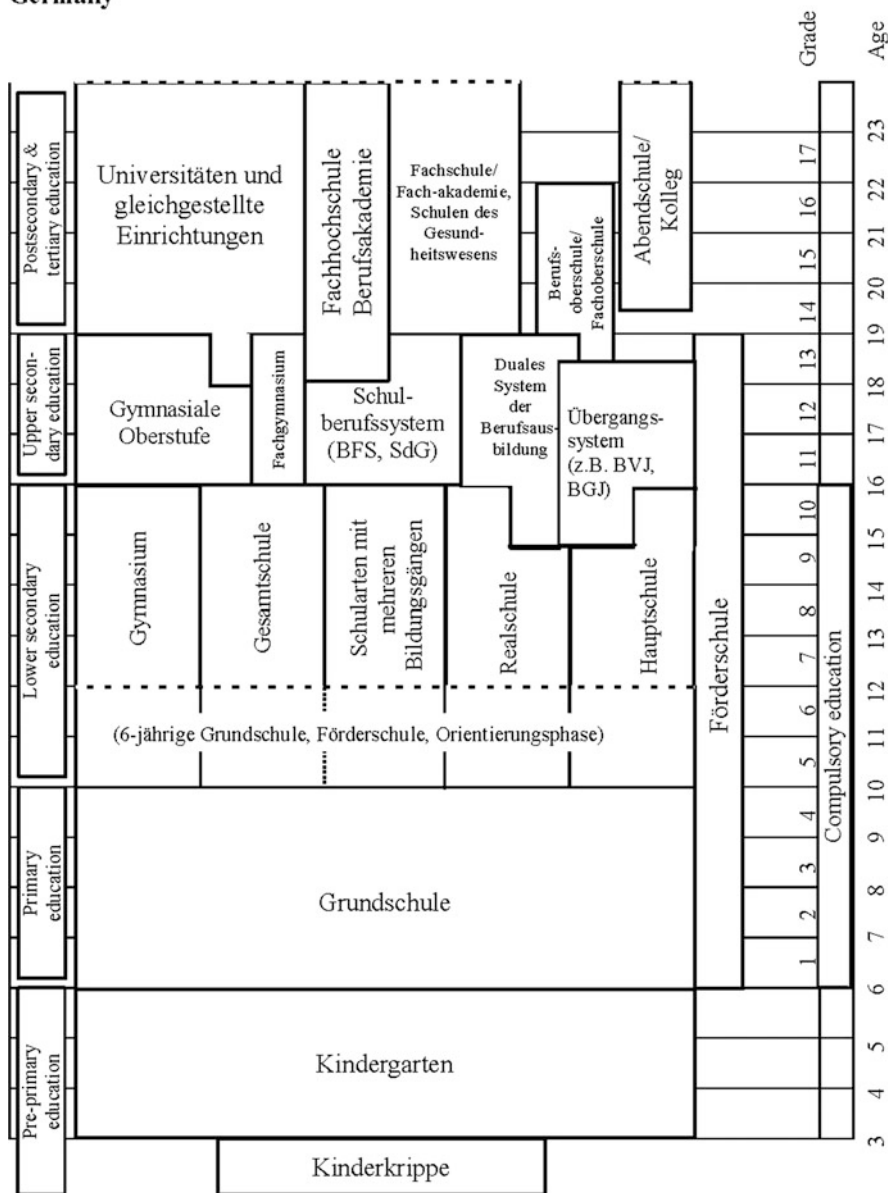 Germany
Grade
Age
Postsecondary &
tertiary education
Universitäten und
gleichgestellte
Einrichtungen
Fachhochschule
Berufsakademie
Fachschule/
Fach-akademie,
Schulen des
Gesund-
heitswesens
Berufs-
oberschule/
Fachoberschule
Abendschule/
Kolleg
Upper secon-
dary education
Gymnasiale
Oberstufe
Fachgymnasium
Schul-
berufssystem
(BFS, SdG)
Duales
System
der
Berufsaus-
bildung
Übergangs-
system
(z.B. BVJ,
BGJ)
Lower secondary
education
Gymnasium
Gesamtschule
Schularten mit
mehreren
Bildungsgängen
Realschule
Hauptschule
(6-jährige Grundschule, Förderschule, Orientierungsphase)
Förderschule
Compulsory education
Primary
education
Grundschule
Pre-primary
education
Kindergarten
Kinderkrippe
17
16
15
14
13
12
11
10
9
8
7
6
5
4
3
2
1
23
22
21
20
19
18
17
16
15
14
13
12
11
10
9
8
7
6
5
4
3